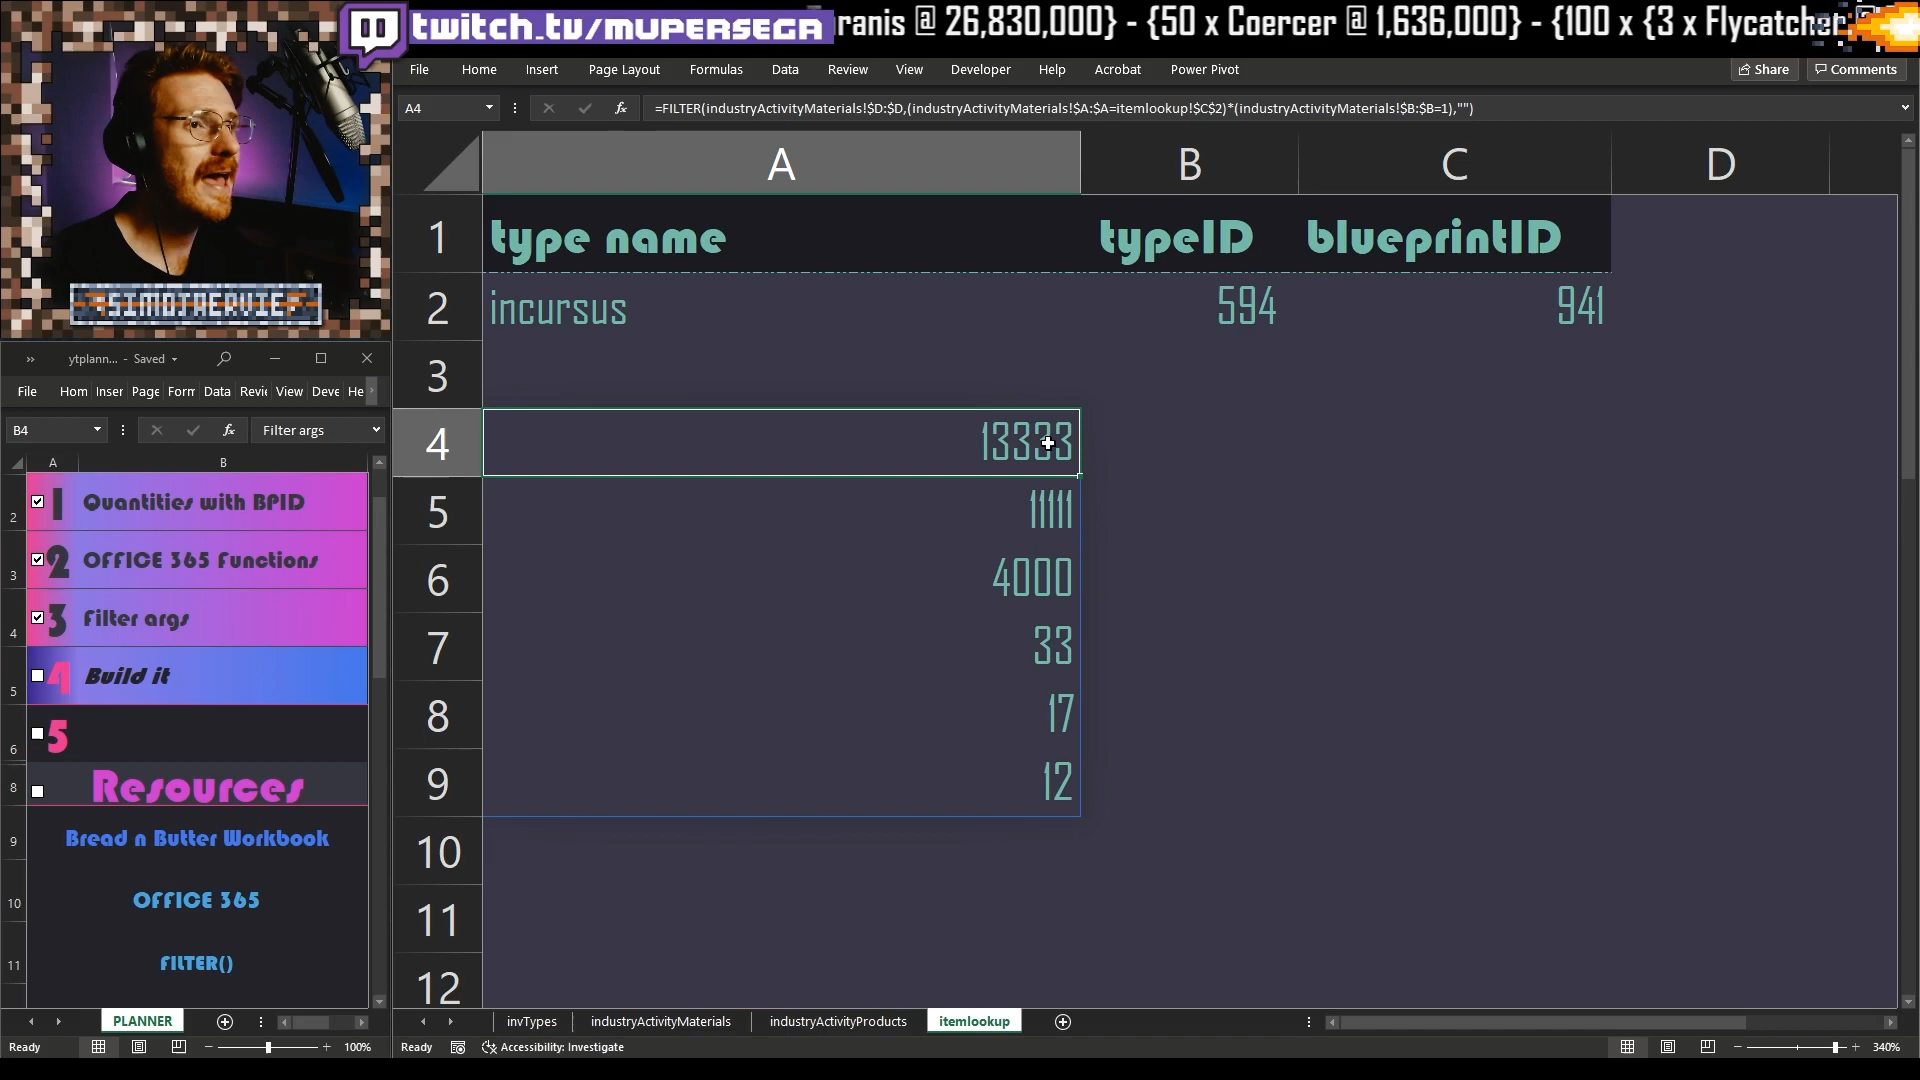 twitch.tv/mupersega
ranis @ 26,830,000} - {50 x Coercer @ 1,636,000} - {100 x {3 x Flycatcher
File Home Insert Page Layout Formulas Data Review View Developer Help Acrobat Power Pivot Share Comments
A4 fx =FILTER(industryActivityMaterials!$D:$D,(industryActivityMaterials!$A:$A=itemlookup!$C$2)*(industryActivityMaterials!$B:$B=1),"")
A B C D
1 type name typeID blueprintID
2 incursus 594 941
3
4 13333
5 11111
6 4000
7 33
8 17
9 12
10
11
12
invTypes industryActivityMaterials industryActivityProducts itemlookup
Ready Accessibility: Investigate 340%
ytplann... - Saved
File Hom Inser Page Form Data Revie View Deve He
B4 fx Filter args
A B
2 1 Quantities with BPID
3 2 OFFICE 365 Functions
4 3 Filter args
5 4 Build it
6 5
8 Resources
9 Bread n Butter Workbook
10 OFFICE 365
11 FILTER()
PLANNER
Ready 100%